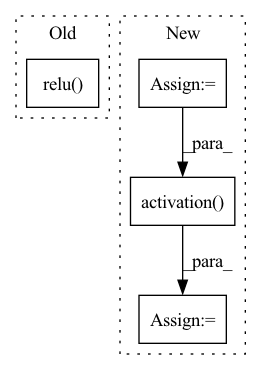 Old
New
relu()
Assign:=
_para_
activation()
_para_
Assign:=